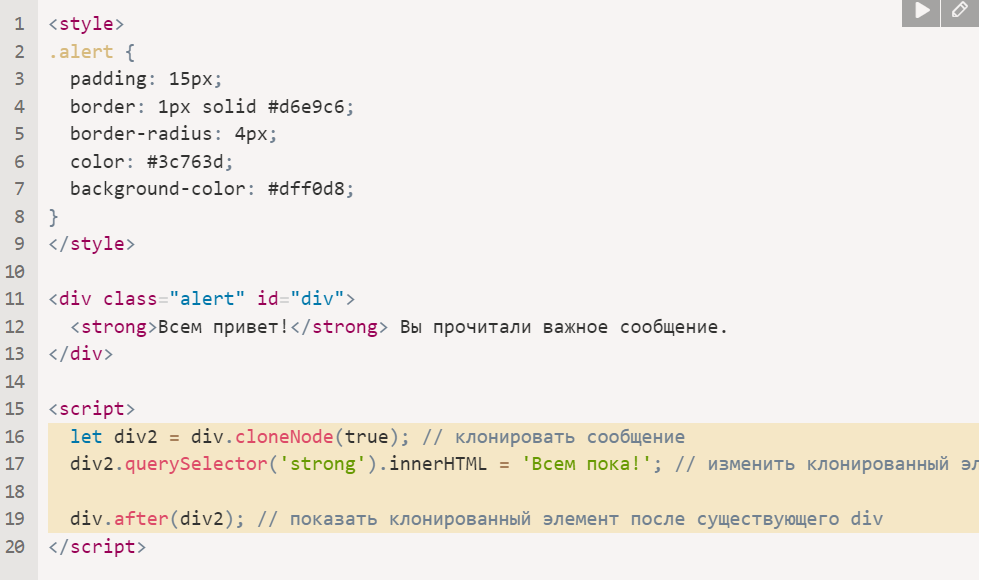 1 <style>
2 .alert {
3   padding: 15px;
4   border: 1px solid #d6e9c6;
5   border-radius: 4px;
6   color: #3c763d;
7   background-color: #dff0d8;
8 }
9 </style>
10
11 <div class="alert" id="div">
12   <strong>Всем привет!</strong> Вы прочитали важное сообщение.
13 </div>
14
15 <script>
16   let div2 = div.cloneNode(true); // клонировать сообщение
17   div2.querySelector('strong').innerHTML = 'Всем пока!'; // изменить клонированный
18
19   div.after(div2); // показать клонированный элемент после существующего div
20 </script>